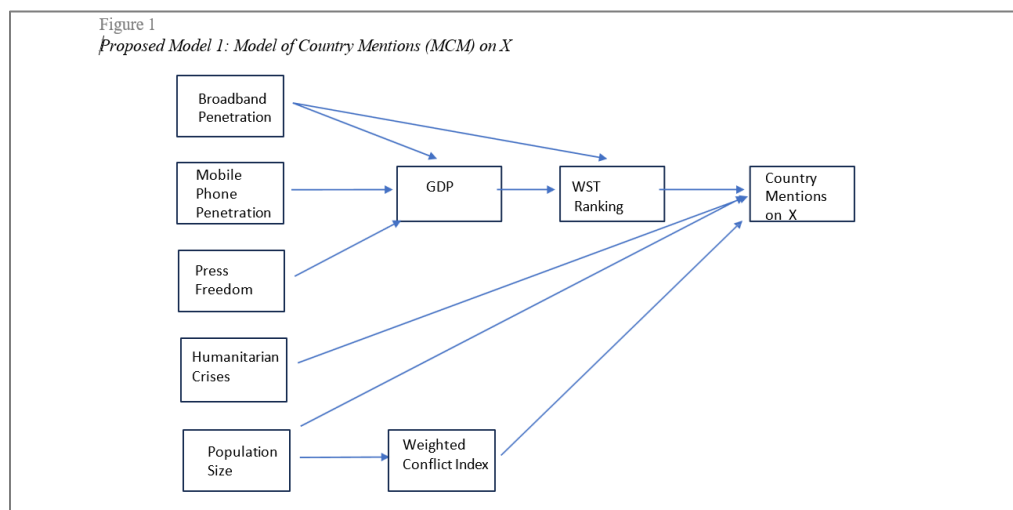 Figure 1
Proposed Model 1: Model of Country Mentions (MCM) on X
Broadband
Penetration
Mobile
Phone
Penetration
GDP
WST
Ranking
Country
Mentions
on X
Press
Freedom
Humanitarian
Crises
Population
Size
Weighted
Conflict Index